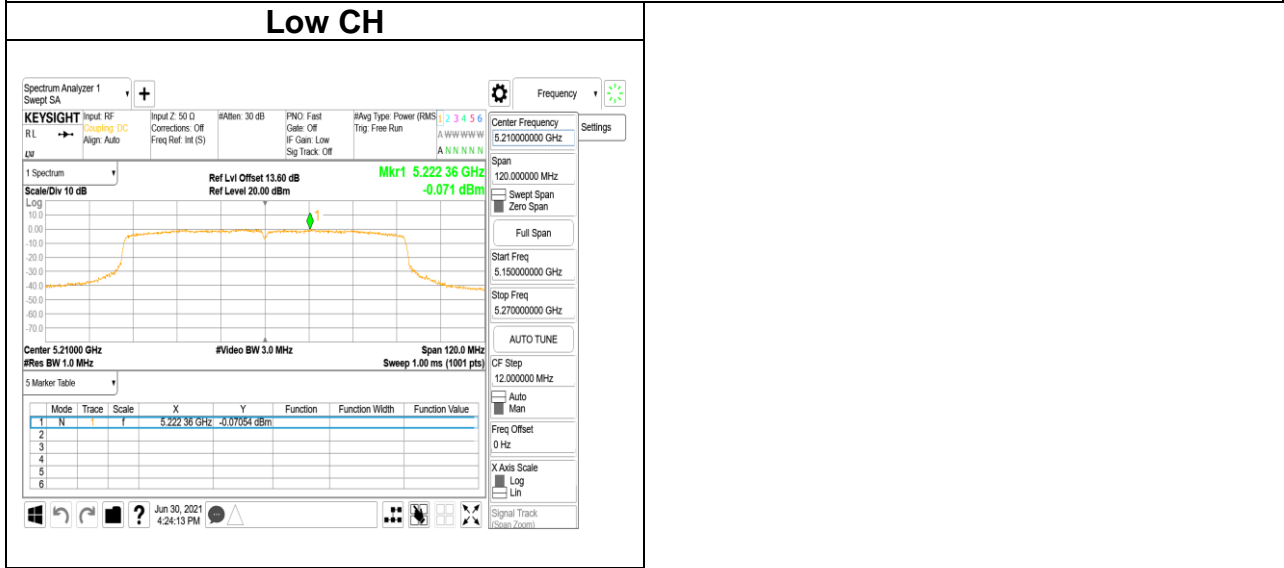 Low CH
Spectrum Analyzer 1
Swept SA
Frequency
Settings
KEYSIGHT Input: RF
RL Coupling: DC
Align: Auto
Input Z: 50 Ω
Corrections: Off
Freq Ref: Int (S)
#Atten: 30 dB
PNO: Fast
Gate: Off
IF Gain: Low
Sig Track: Off
#Avg Type: Power (RMS
Trig: Free Run
1 2 3 4 5 6
A W W W W W
A N N N N N
1 Spectrum
Scale/Div 10 dB
Ref Lvl Offset 13.60 dB
Ref Level 20.00 dBm
Mkr1 5.222 36 GHz
-0.071 dBm
Log
10.0
0.00
-10.0
-20.0
-30.0
-40.0
-50.0
-60.0
-70.0
1
Center 5.21000 GHz
#Res BW 1.0 MHz
#Video BW 3.0 MHz
Span 120.0 MHz
Sweep 1.00 ms (1001 pts)
5 Marker Table
Mode Trace Scale X Y Function Function Width Function Value
1 N 1 f 5.222 36 GHz -0.07054 dBm
2
3
4
5
6
Center Frequency
5.210000000 GHz
Span
120.000000 MHz
Swept Span
Zero Span
Full Span
Start Freq
5.150000000 GHz
Stop Freq
5.270000000 GHz
AUTO TUNE
CF Step
12.000000 MHz
Auto
Man
Freq Offset
0 Hz
X Axis Scale
Log
Lin
Signal Track
(Span Zoom)
?
Jun 30, 2021
4:24:13 PM